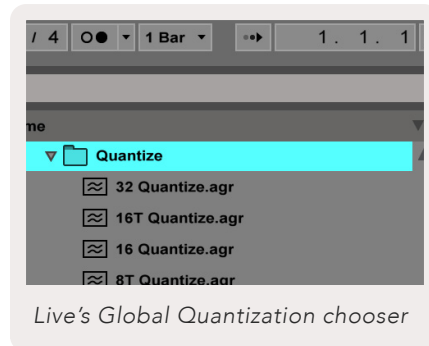 / 4 1 Bar 1. 1. 1
me
Quantize
32 Quantize.agr
16T Quantize.agr
16 Quantize.agr
8T Quantize.agr
Live's Global Quantization chooser